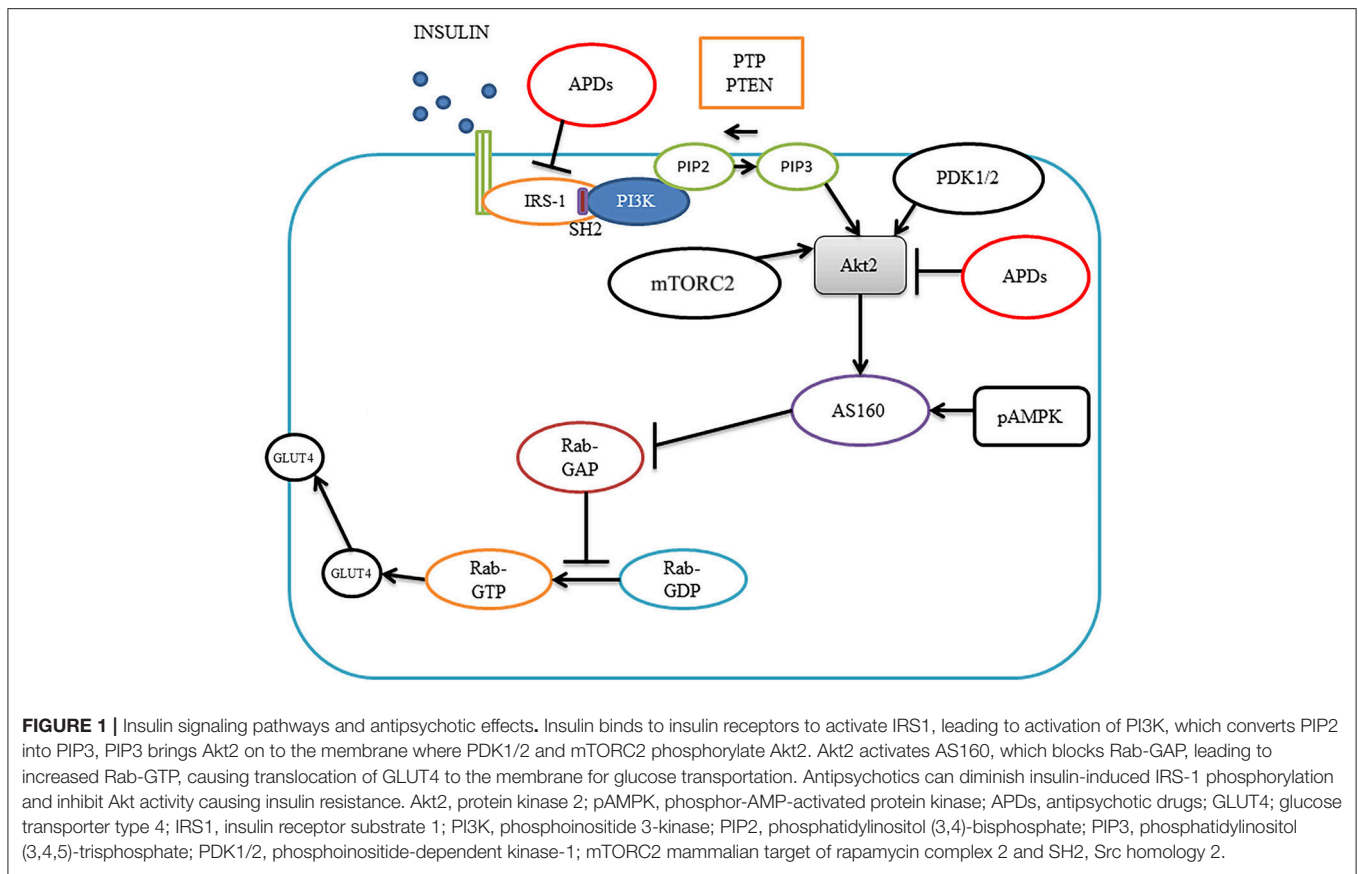 INSULIN
APDs
PTP
PTEN
PIP2
PIP3
PDK1/2
IRS-1
PI3K
SH2
mTORC2
Akt2
APDs
AS160
pAMPK
Rab-
GAP
GLUT4
GLUT4
Rab-
GTP
Rab-
GDP
FIGURE 1 | Insulin signaling pathways and antipsychotic effects. Insulin binds to insulin receptors to activate IRS1, leading to activation of PI3K, which converts PIP2
into PIP3, PIP3 brings Akt2 on to the membrane where PDK1/2 and mTORC2 phosphorylate Akt2. Akt2 activates AS160, which blocks Rab-GAP, leading to
increased Rab-GTP, causing translocation of GLUT4 to the membrane for glucose transportation. Antipsychotics can diminish insulin-induced IRS-1 phosphorylation
and inhibit Akt activity causing insulin resistance. Akt2, protein kinase 2; pAMPK, phosphor-AMP-activated protein kinase; APDs, antipsychotic drugs; GLUT4; glucose
transporter type 4; IRS1, insulin receptor substrate 1; PI3K, phosphoinositide 3-kinase; PIP2, phosphatidylinositol (3,4)-bisphosphate; PIP3, phosphatidylinositol
(3,4,5)-trisphosphate; PDK1/2, phosphoinositide-dependent kinase-1; mTORC2 mammalian target of rapamycin complex 2 and SH2, Src homology 2.